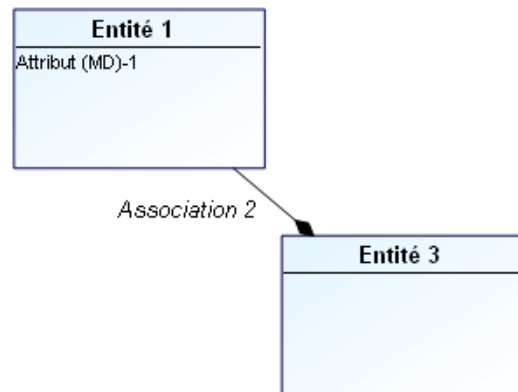 Entité 1
Attribut (MD)-1
Association 2
Entité 3